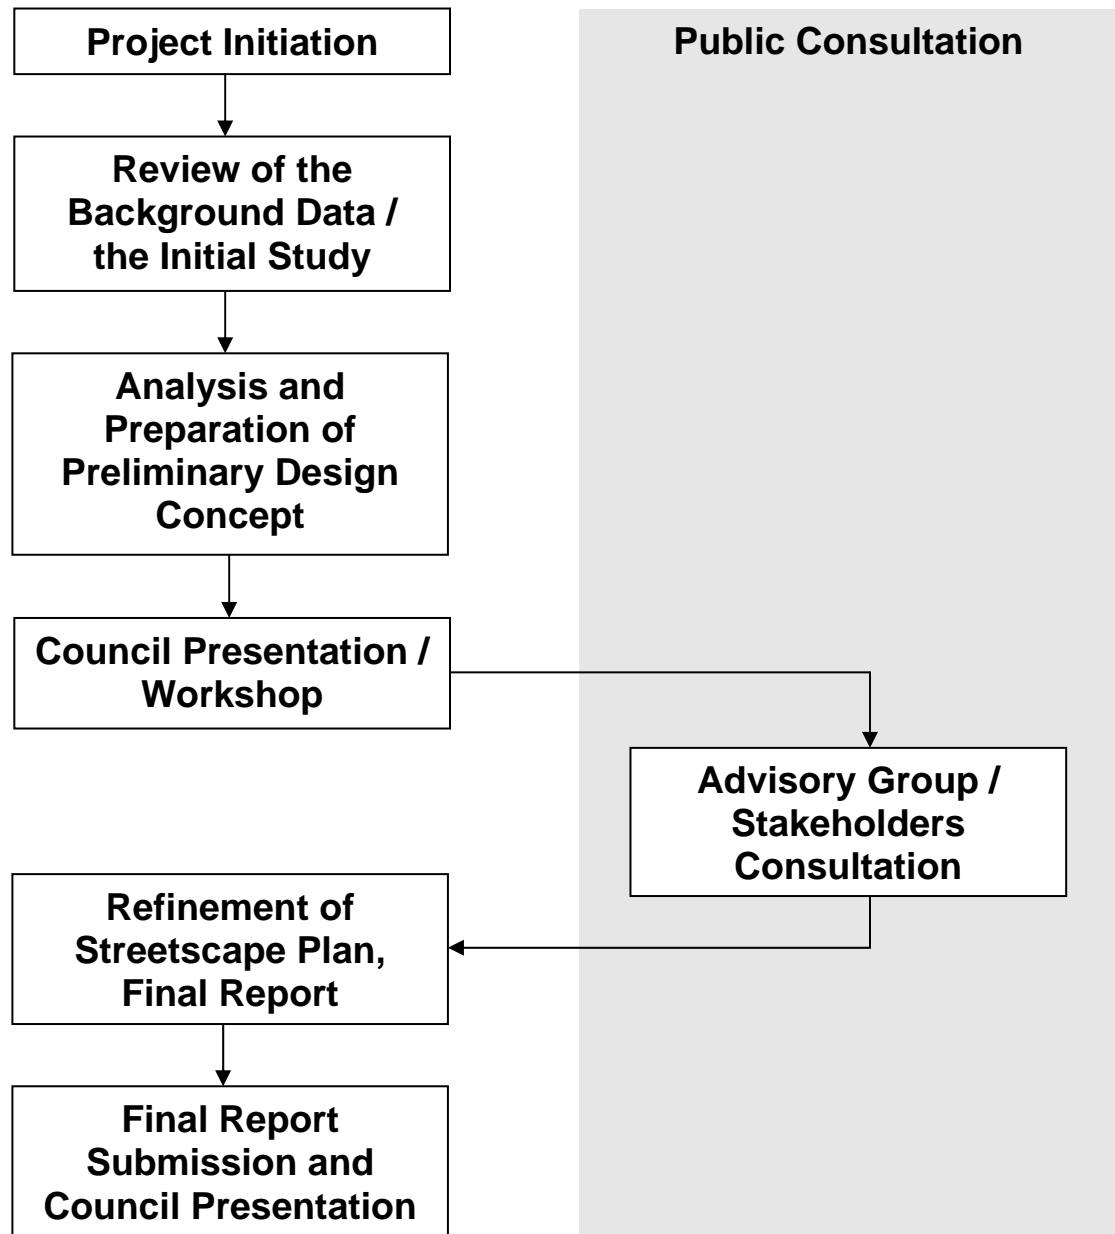 Project Initiation
Public Consultation
Review of the
Background Data /
the Initial Study
Analysis and
Preparation of
Preliminary Design
Concept
Council Presentation /
Workshop
Advisory Group /
Stakeholders
Consultation
Refinement of
Streetscape Plan,
Final Report
Final Report
Submission and
Council Presentation